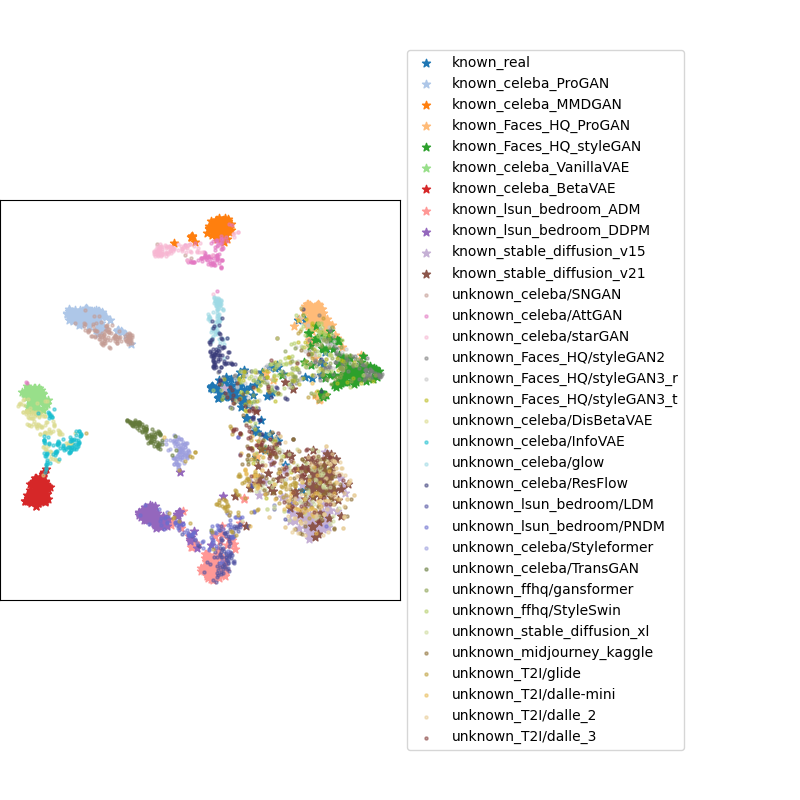 known_real
known_celeba_ProGAN
known_celeba_MMDGAN
known_Faces_HQ_ProGAN
known_Faces_HQ_styleGAN
known_celeba_VanillaVAE
known_celeba_BetaVAE
known_lsun_bedroom_ADM
known_lsun_bedroom_DDPM
known_stable_diffusion_v15
known_stable_diffusion_v21
unknown_celeba/SNGAN
unknown_celeba/AttGAN
unknown_celeba/starGAN
unknown_Faces_HQ/styleGAN2
unknown_Faces_HQ/styleGAN3_r
unknown_Faces_HQ/styleGAN3_t
unknown_celeba/DisBetaVAE
unknown_celeba/InfoVAE
unknown_celeba/glow
unknown_celeba/ResFlow
unknown_lsun_bedroom/LDM
unknown_lsun_bedroom/PNDM
unknown_celeba/Styleformer
unknown_celeba/TransGAN
unknown_ffhq/gansformer
unknown_ffhq/StyleSwin
unknown_stable_diffusion_xl
unknown_midjourney_kaggle
unknown_T2I/glide
unknown_T2I/dalle-mini
unknown_T2I/dalle_2
unknown_T2I/dalle_3